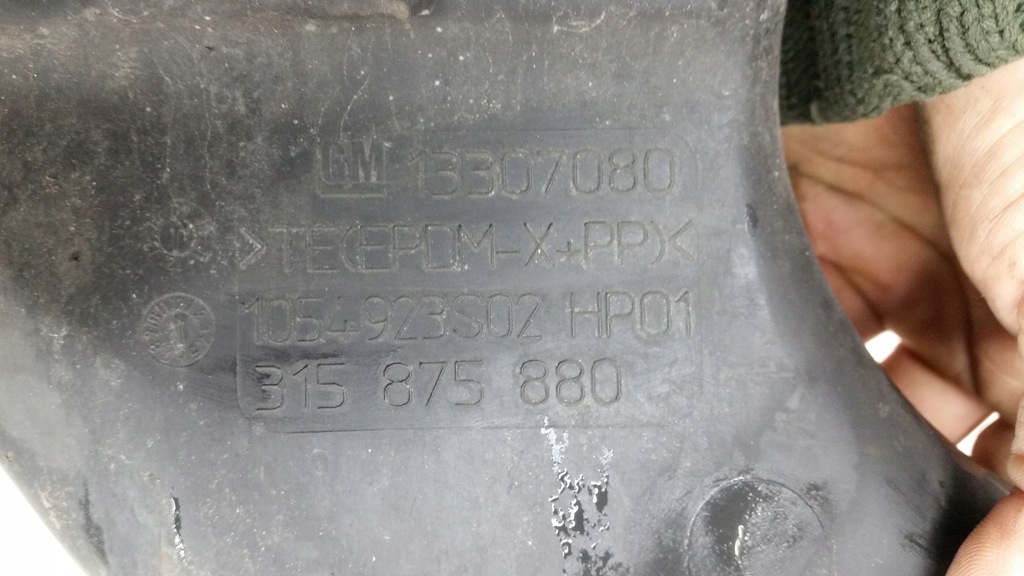 GM 13307080
>TE(EPDM-X+PP)<
1054923S02 HP01
315 875 880